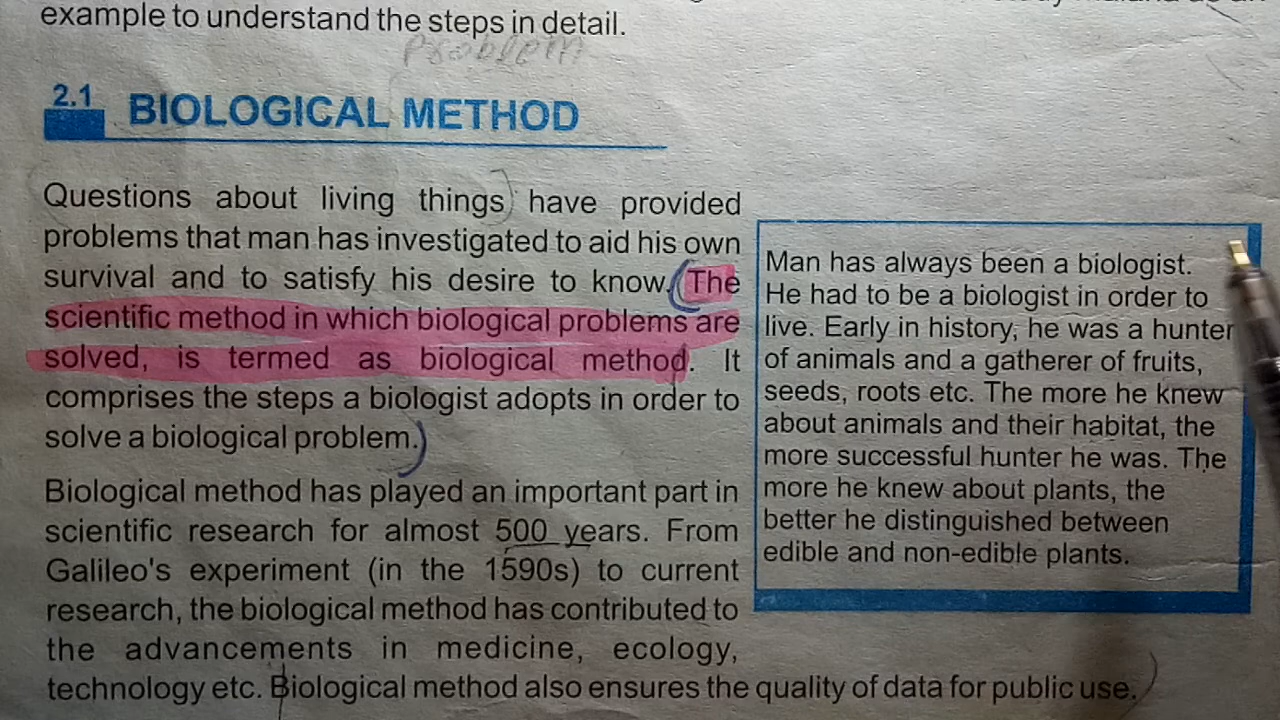 example to understand the steps in detail.
Problem
2.1 BIOLOGICAL METHOD
Questions about living things have provided
problems that man has investigated to aid his own
survival and to satisfy his desire to know. The
scientific method in which biological problems are
solved, is termed as biological method. It
comprises the steps a biologist adopts in order to
solve a biological problem.
Biological method has played an important part in
scientific research for almost 500 years. From
Galileo's experiment (in the 1590s) to current
research, the biological method has contributed to
the advancements in medicine, ecology,
technology etc. Biological method also ensures the quality of data for public use.
Man has always been a biologist.
He had to be a biologist in order to
live. Early in history, he was a hunter
of animals and a gatherer of fruits,
seeds, roots etc. The more he knew
about animals and their habitat, the
more successful hunter he was. The
more he knew about plants, the
better he distinguished between
edible and non-edible plants.